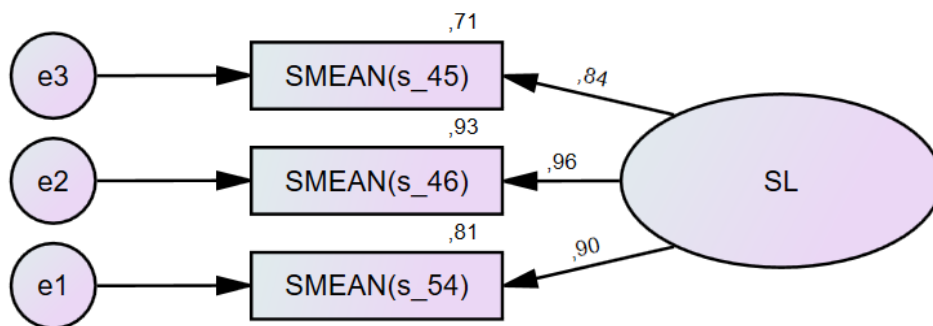 ,71
e3 SMEAN(s_45) ,84
,93
e2 SMEAN(s_46) ,96 SL
,81
e1 SMEAN(s_54) ,90